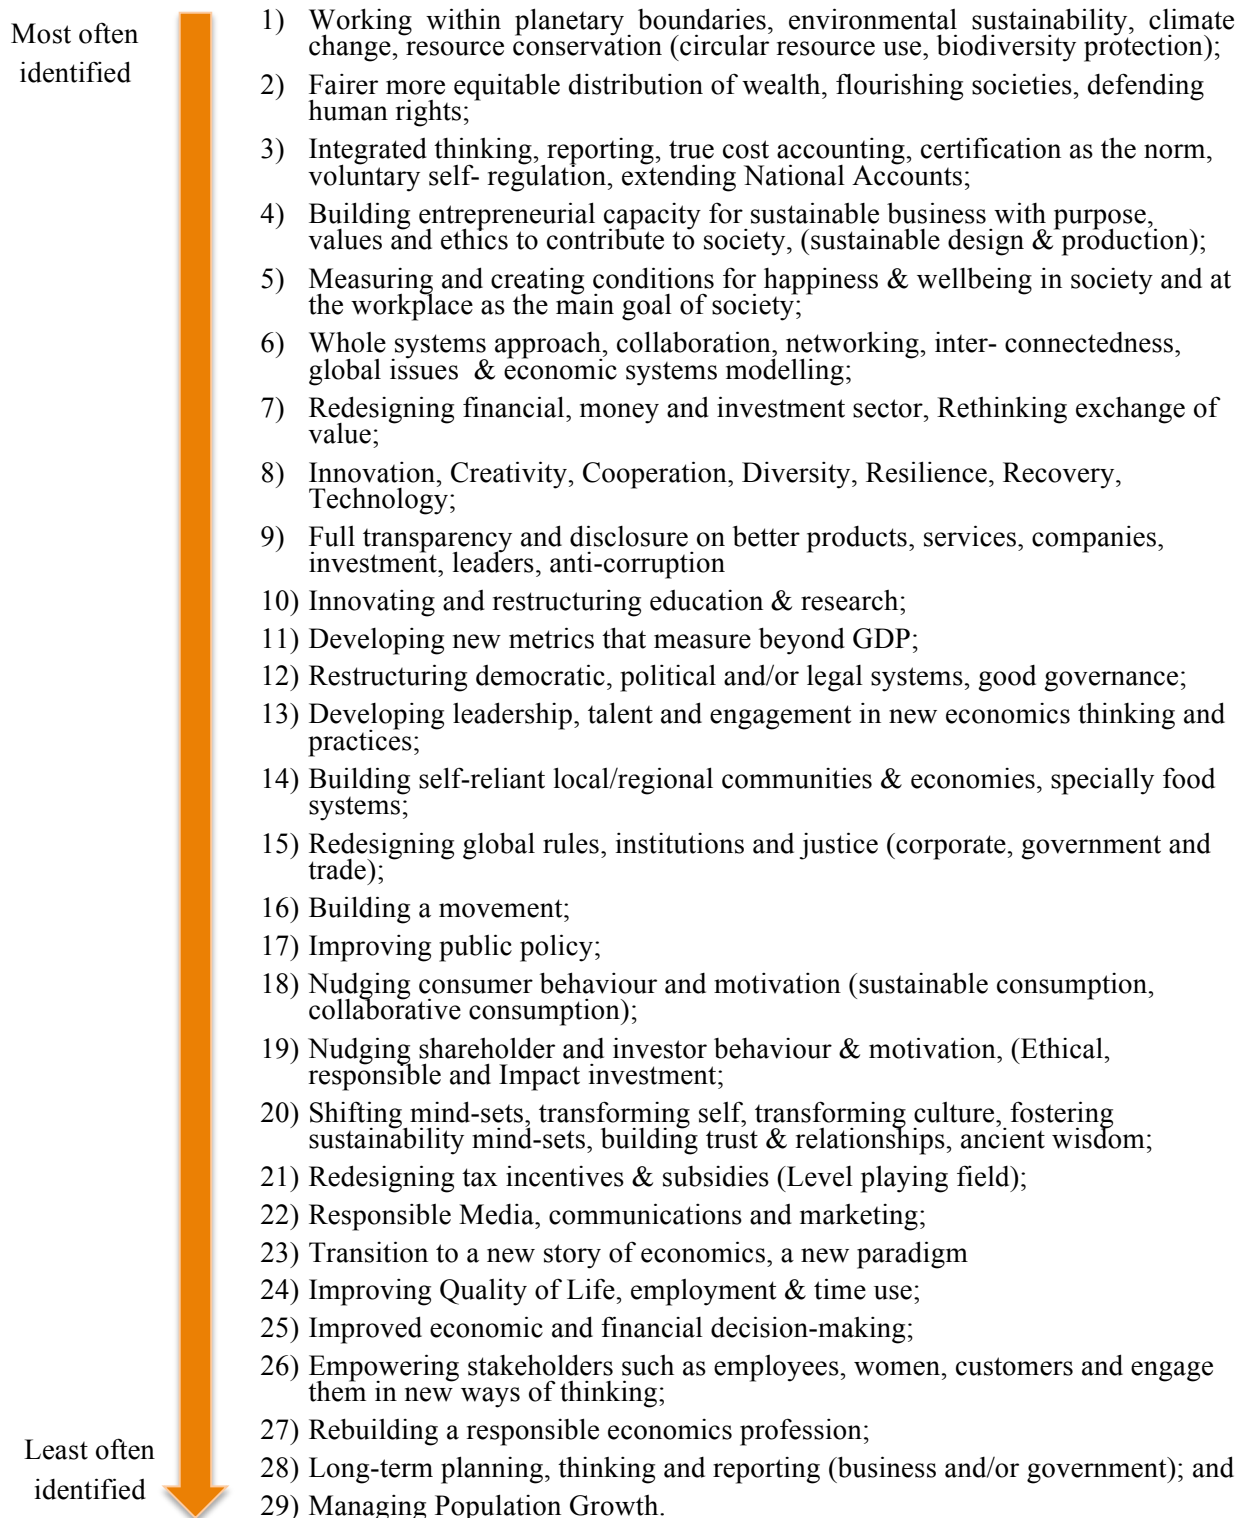 Most often
identified
1) Working within planetary boundaries, environmental sustainability, climate
change, resource conservation (circular resource use, biodiversity protection);
2) Fairer more equitable distribution of wealth, flourishing societies, defending
human rights;
3) Integrated thinking, reporting, true cost accounting, certification as the norm,
voluntary self- regulation, extending National Accounts;
4) Building entrepreneurial capacity for sustainable business with purpose,
values and ethics to contribute to society, (sustainable design & production);
5) Measuring and creating conditions for happiness & wellbeing in society and at
the workplace as the main goal of society;
6) Whole systems approach, collaboration, networking, inter- connectedness,
global issues & economic systems modelling;
7) Redesigning financial, money and investment sector, Rethinking exchange of
value;
8) Innovation, Creativity, Cooperation, Diversity, Resilience, Recovery,
Technology;
9) Full transparency and disclosure on better products, services, companies,
investment, leaders, anti-corruption
10) Innovating and restructuring education & research;
11) Developing new metrics that measure beyond GDP;
12) Restructuring democratic, political and/or legal systems, good governance;
13) Developing leadership, talent and engagement in new economics thinking and
practices;
14) Building self-reliant local/regional communities & economies, specially food
systems;
15) Redesigning global rules, institutions and justice (corporate, government and
trade);
16) Building a movement;
17) Improving public policy;
18) Nudging consumer behaviour and motivation (sustainable consumption,
collaborative consumption);
19) Nudging shareholder and investor behaviour & motivation, (Ethical,
responsible and Impact investment;
20) Shifting mind-sets, transforming self, transforming culture, fostering
sustainability mind-sets, building trust & relationships, ancient wisdom;
21) Redesigning tax incentives & subsidies (Level playing field);
22) Responsible Media, communications and marketing;
23) Transition to a new story of economics, a new paradigm
24) Improving Quality of Life, employment & time use;
25) Improved economic and financial decision-making;
26) Empowering stakeholders such as employees, women, customers and engage
them in new ways of thinking;
27) Rebuilding a responsible economics profession;
28) Long-term planning, thinking and reporting (business and/or government); and
29) Managing Population Growth.
Least often
identified